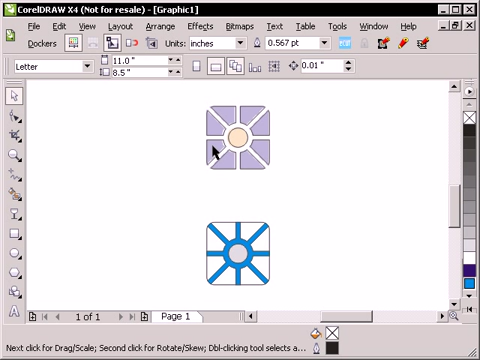 CorelDRAW X4 (Not for resale) - [Graphic1]
File Edit View Layout Arrange Effects Bitmaps Text Table Tools Window Help
Dockers Units: inches 0.567 pt
Letter 11.0 " 8.5 " 0.01 "
1 of 1 Page 1
Next click for Drag/Scale; Second click for Rotate/Skew; Dbl-clicking tool selects a...